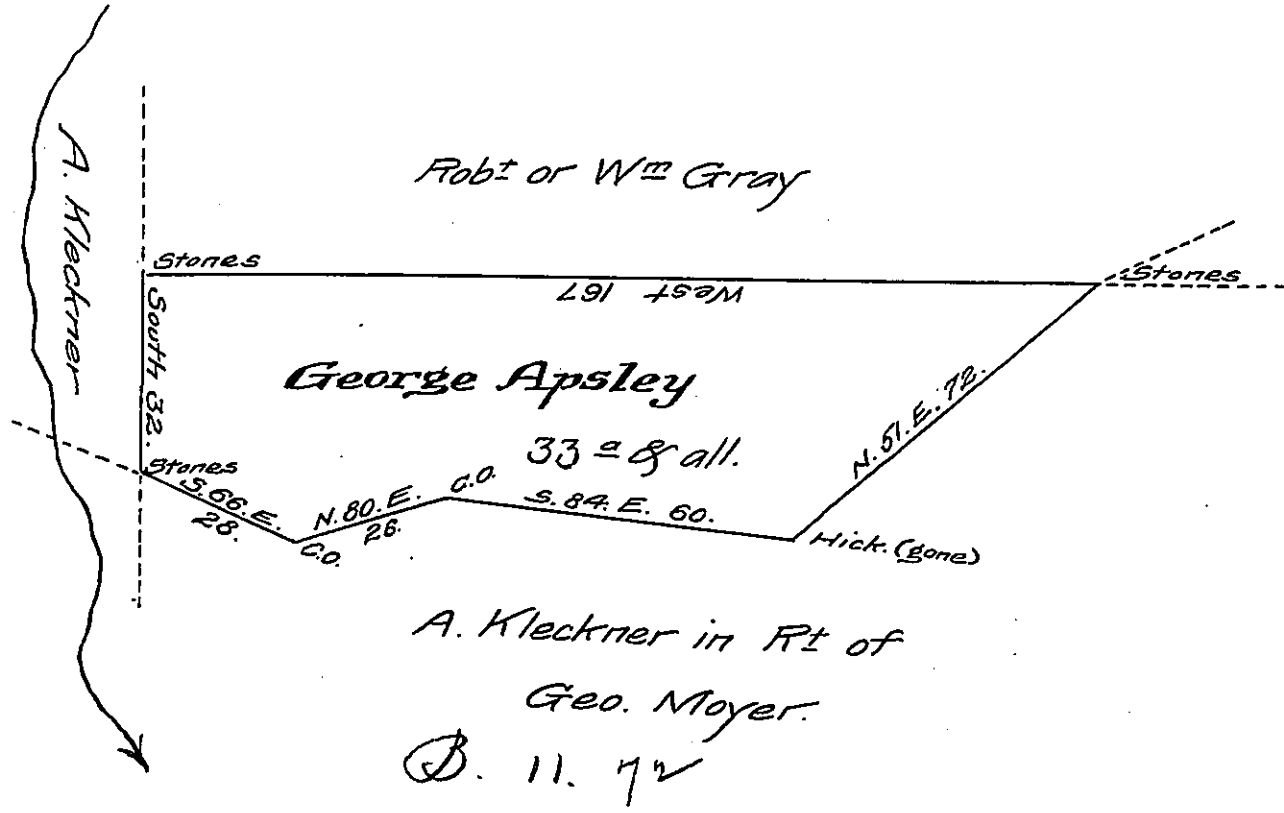 A. Kleckner
Robt or Wm Gray
Stones
Stones
West 167
South 32.
George Apsley
33 a & all.
N. 51. E. 72.
Stones
S. 66. E.
28.
C.O.
N. 80. E.
26.
C.O.
S. 84. E. 60.
Hick. (gone)
A. Kleckner in Rt of
Geo. Moyer.
B. 11. 72